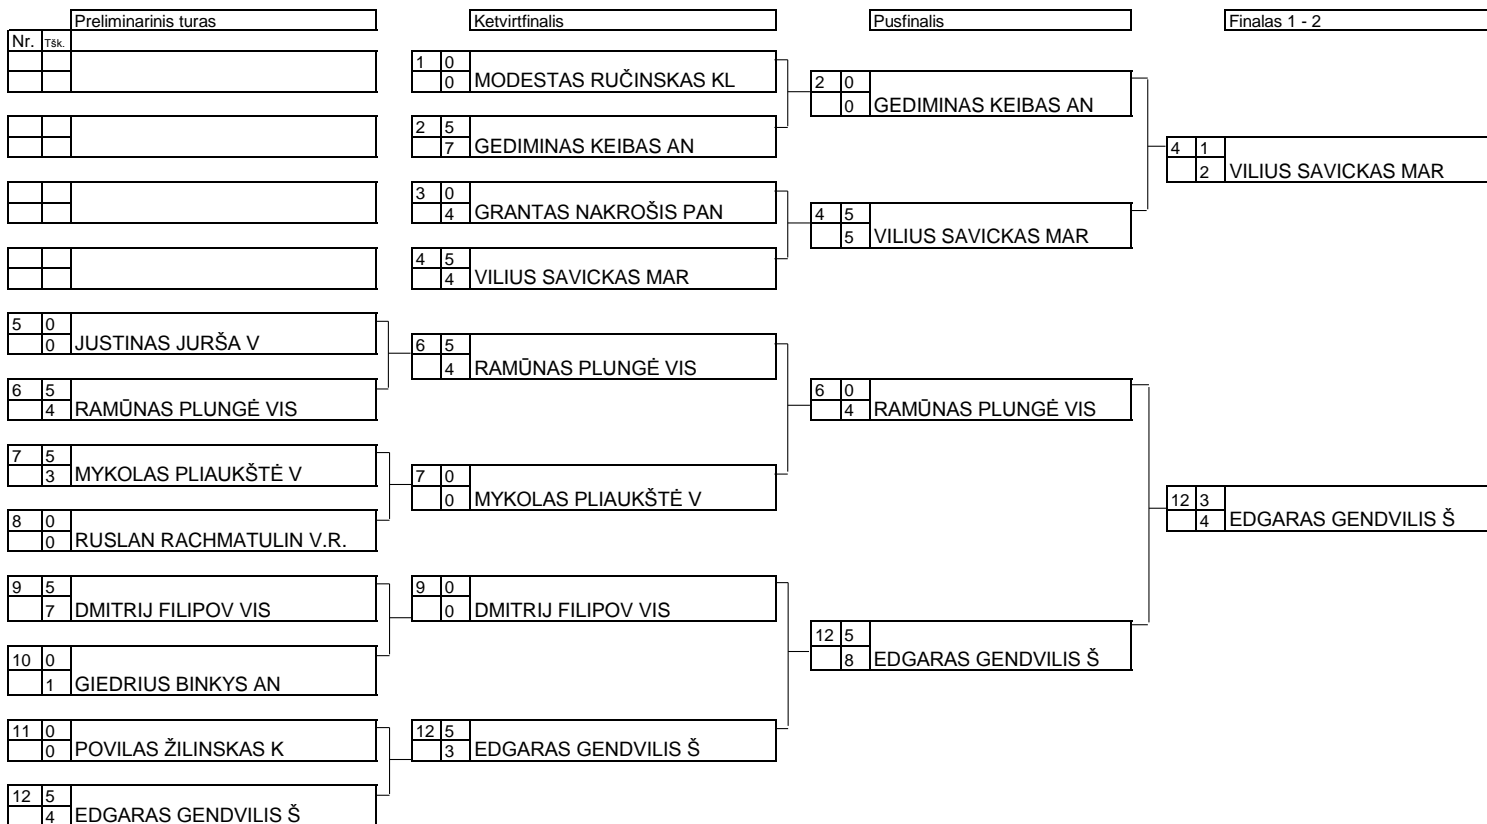 Preliminarinis turas Ketvirtfinalis Pusfinalis Finalas 1 - 2
Nr. Tšk.
1 0
0 MODESTAS RUČINSKAS KL
2 5
7 GEDIMINAS KEIBAS AN
3 0
4 GRANTAS NAKROŠIS PAN
4 5
4 VILIUS SAVICKAS MAR
5 0
0 JUSTINAS JURŠA V
6 5
4 RAMŪNAS PLUNGĖ VIS
7 5
3 MYKOLAS PLIAUKŠTĖ V
8 0
0 RUSLAN RACHMATULIN V.R.
9 5
7 DMITRIJ FILIPOV VIS
10 0
1 GIEDRIUS BINKYS AN
11 0
0 POVILAS ŽILINSKAS K
12 5
4 EDGARAS GENDVILIS Š
6 5
4 RAMŪNAS PLUNGĖ VIS
7 0
0 MYKOLAS PLIAUKŠTĖ V
9 0
0 DMITRIJ FILIPOV VIS
12 5
3 EDGARAS GENDVILIS Š
2 0
0 GEDIMINAS KEIBAS AN
4 5
5 VILIUS SAVICKAS MAR
6 0
4 RAMŪNAS PLUNGĖ VIS
12 5
8 EDGARAS GENDVILIS Š
4 1
2 VILIUS SAVICKAS MAR
12 3
4 EDGARAS GENDVILIS Š